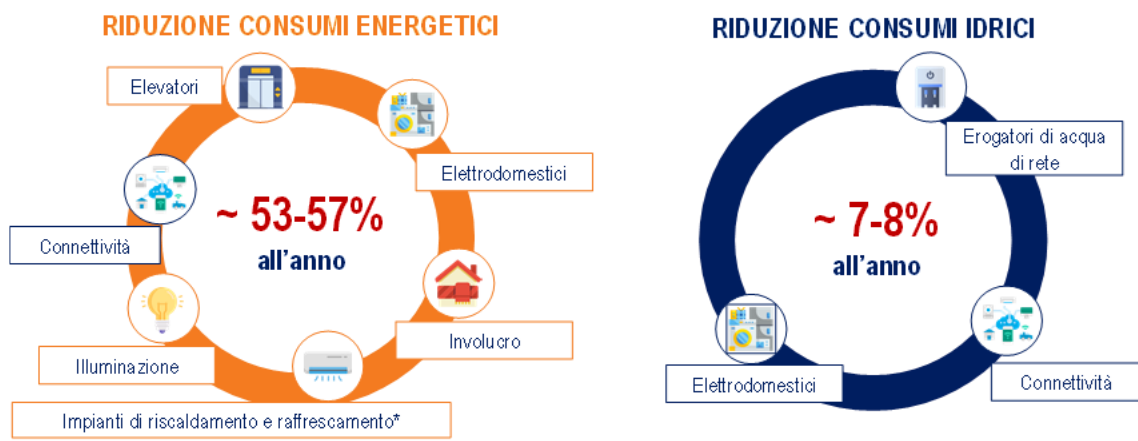 RIDUZIONE CONSUMI ENERGETICI
Elevatori
Elettrodomestici
~ 53-57%
all'anno
Connettività
Involucro
Illuminazione
Impianti di riscaldamento e raffrescamento*
RIDUZIONE CONSUMI IDRICI
Erogatori di acqua
di rete
~ 7-8%
all'anno
Elettrodomestici
Connettività